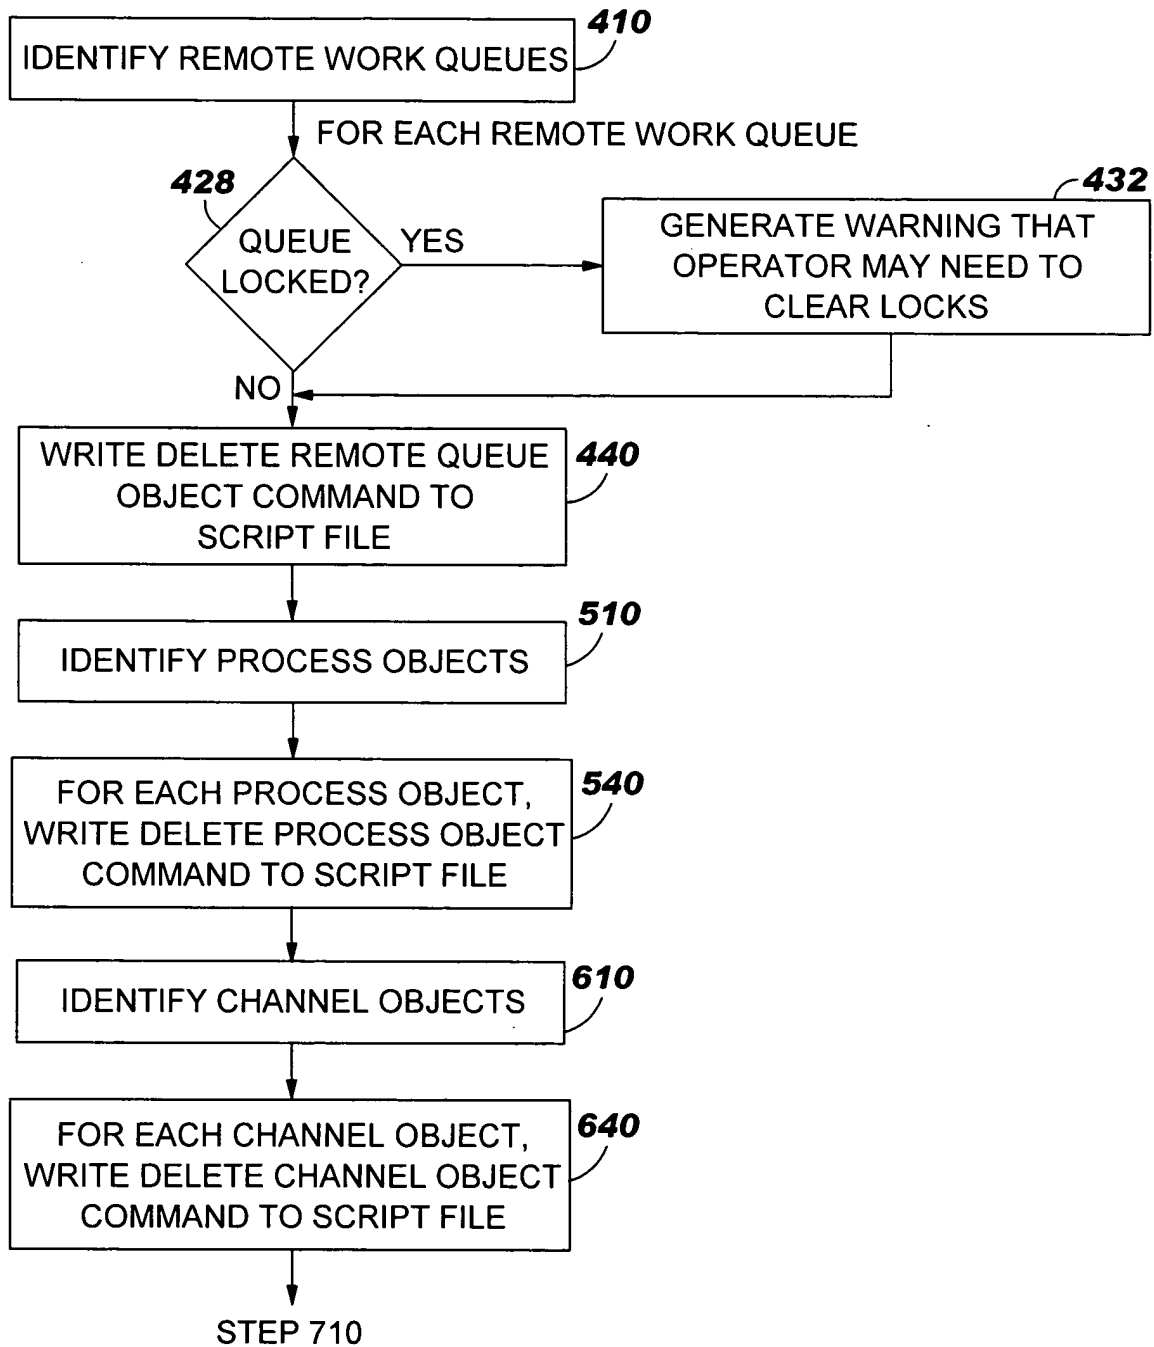 410
IDENTIFY REMOTE WORK QUEUES
FOR EACH REMOTE WORK QUEUE
428
QUEUE
LOCKED?
YES
432
GENERATE WARNING THAT
OPERATOR MAY NEED TO
CLEAR LOCKS
NO
WRITE DELETE REMOTE QUEUE
OBJECT COMMAND TO
SCRIPT FILE
440
510
IDENTIFY PROCESS OBJECTS
FOR EACH PROCESS OBJECT,
WRITE DELETE PROCESS OBJECT
COMMAND TO SCRIPT FILE
540
610
IDENTIFY CHANNEL OBJECTS
FOR EACH CHANNEL OBJECT,
WRITE DELETE CHANNEL OBJECT
COMMAND TO SCRIPT FILE
640
STEP 710